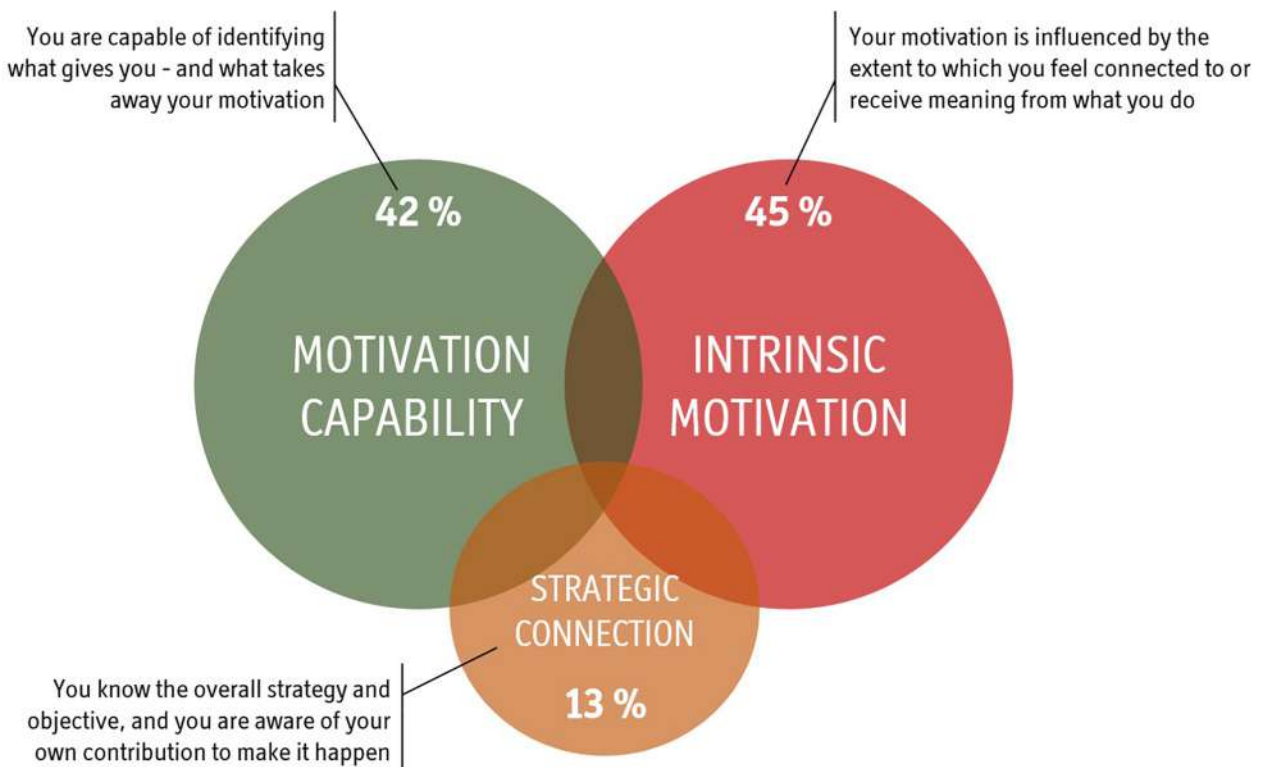 You are capable of identifying
what gives you - and what takes
away your motivation
Your motivation is influenced by the
extent to which you feel connected to or
receive meaning from what you do
42 %
45 %
MOTIVATION
CAPABILITY
INTRINSIC
MOTIVATION
STRATEGIC
CONNECTION
13 %
You know the overall strategy and
objective, and you are aware of your
own contribution to make it happen